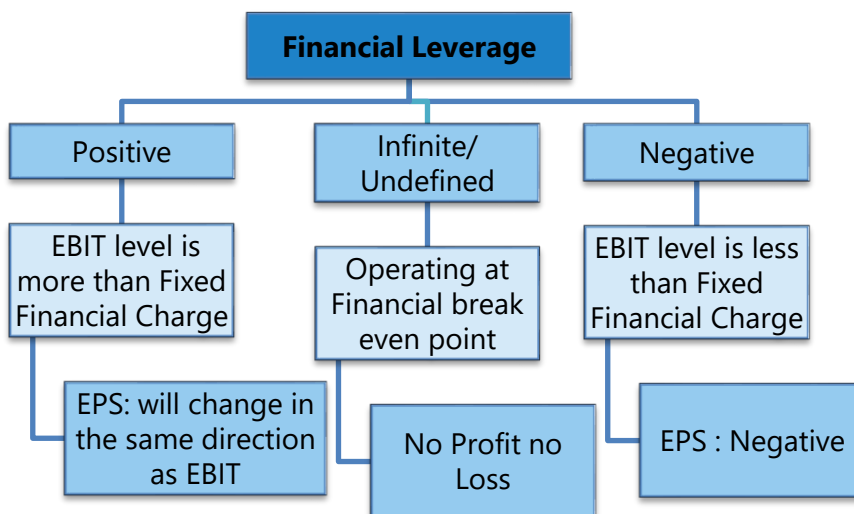 Financial Leverage
Positive
Infinite/
Undefined
Negative
EBIT level is
more than Fixed
Financial Charge
Operating at
Financial break
even point
EBIT level is less
than Fixed
Financial Charge
EPS: will change in
the same direction
as EBIT
No Profit no
Loss
EPS : Negative